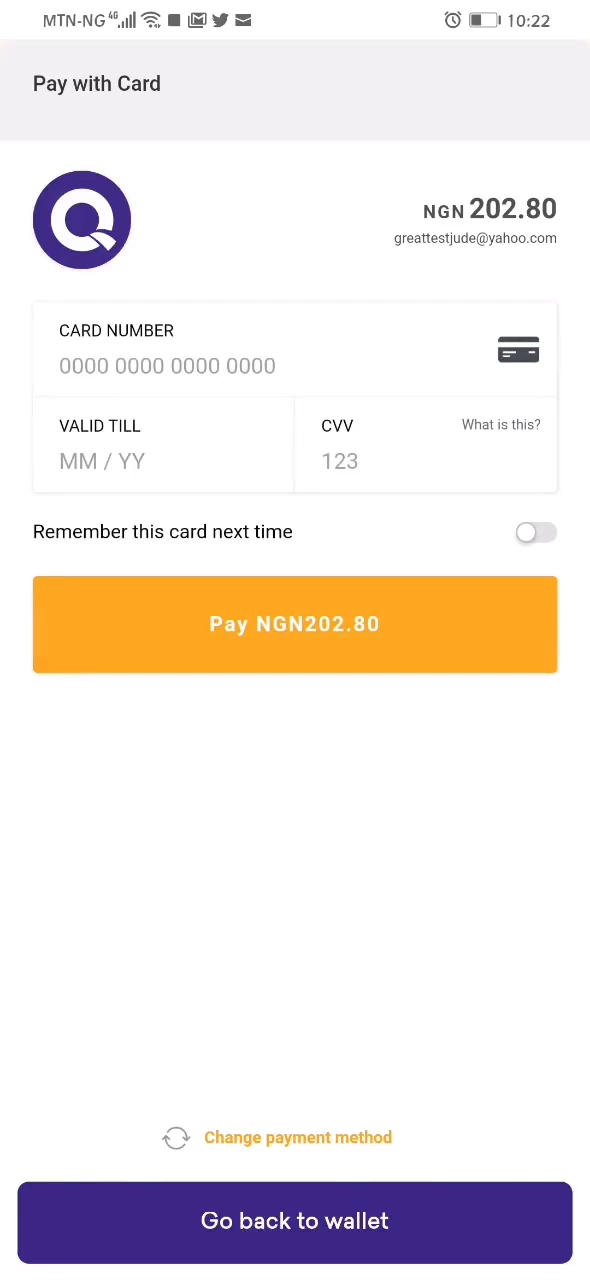 MTN-NG 4G 10:22
Pay with Card
NGN 202.80
greattestjude@yahoo.com
CARD NUMBER
0000 0000 0000 0000
VALID TILL
MM / YY
CVV What is this?
123
Remember this card next time
Pay NGN202.80
Change payment method
Go back to wallet